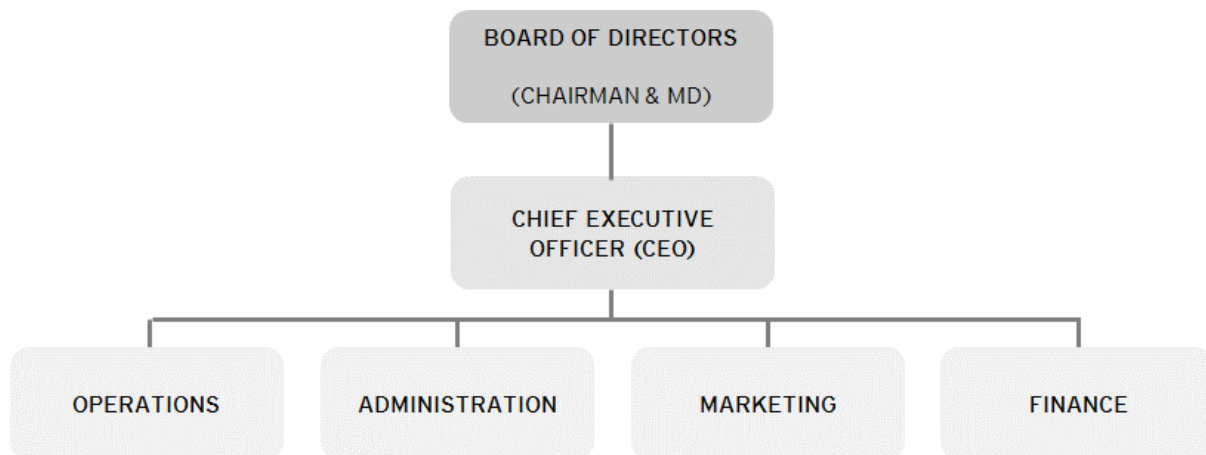 BOARD OF DIRECTORS
(CHAIRMAN & MD)
CHIEF EXECUTIVE
OFFICER (CEO)
OPERATIONS
ADMINISTRATION
MARKETING
FINANCE